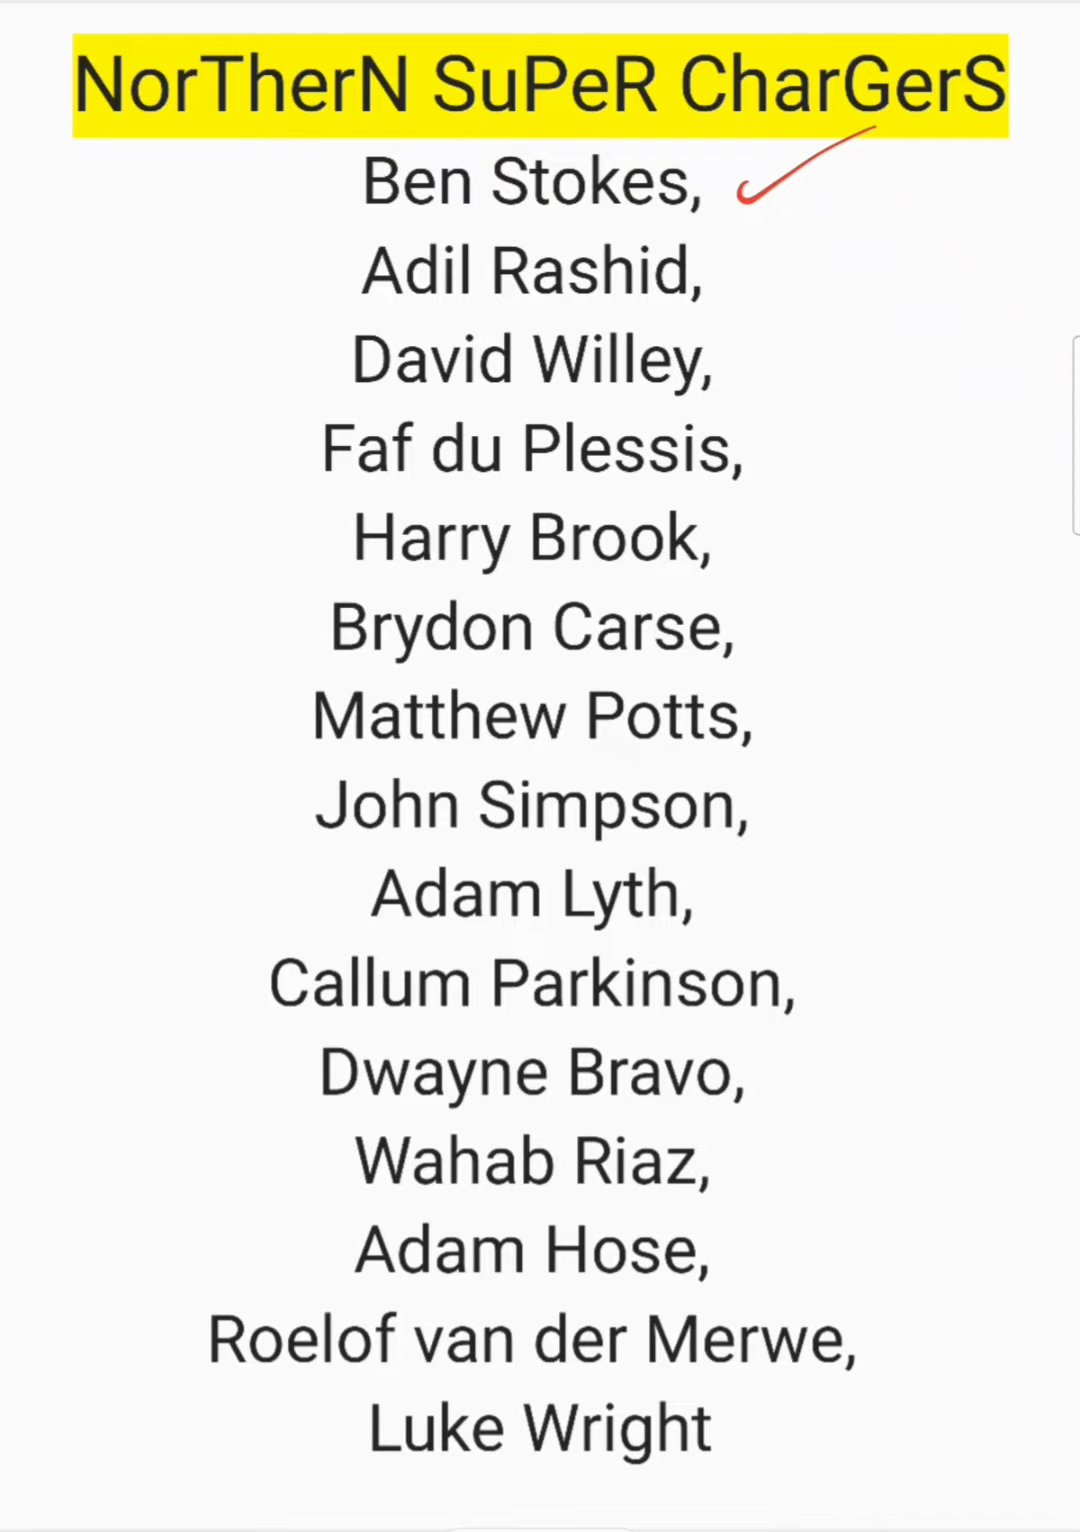 NorTherN SuPeR CharGerS
Ben Stokes,
Adil Rashid,
David Willey,
Faf du Plessis,
Harry Brook,
Brydon Carse,
Matthew Potts,
John Simpson,
Adam Lyth,
Callum Parkinson,
Dwayne Bravo,
Wahab Riaz,
Adam Hose,
Roelof van der Merwe,
Luke Wright